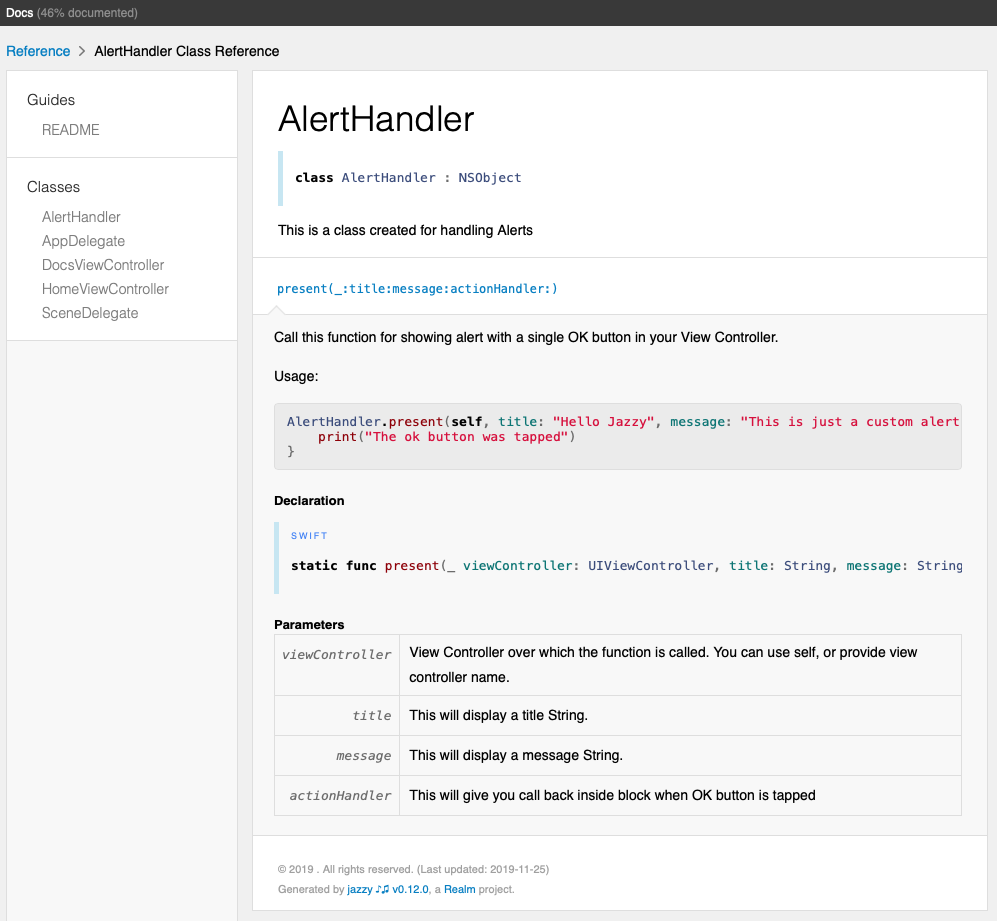 Docs (46% documented)
Reference > AlertHandler Class Reference
Guides
README
Classes
AlertHandler
AppDelegate
DocsViewController
HomeViewController
SceneDelegate
AlertHandler
class AlertHandler : NSObject
This is a class created for handling Alerts
present(_:title:message:actionHandler:)
Call this function for showing alert with a single OK button in your View Controller.
Usage:
AlertHandler.present(self, title: "Hello Jazzy", message: "This is just a custom alert
print("The ok button was tapped")
}
Declaration
SWIFT
static func present(_ viewController: UIViewController, title: String, message: String
Parameters
viewController
View Controller over which the function is called. You can use self, or provide view
controller name.
title
This will display a title String.
message
This will display a message String.
actionHandler
This will give you call back inside block when OK button is tapped
© 2019 . All rights reserved. (Last updated: 2019-11-25)
Generated by jazzy ♪♫ v0.12.0, a Realm project.